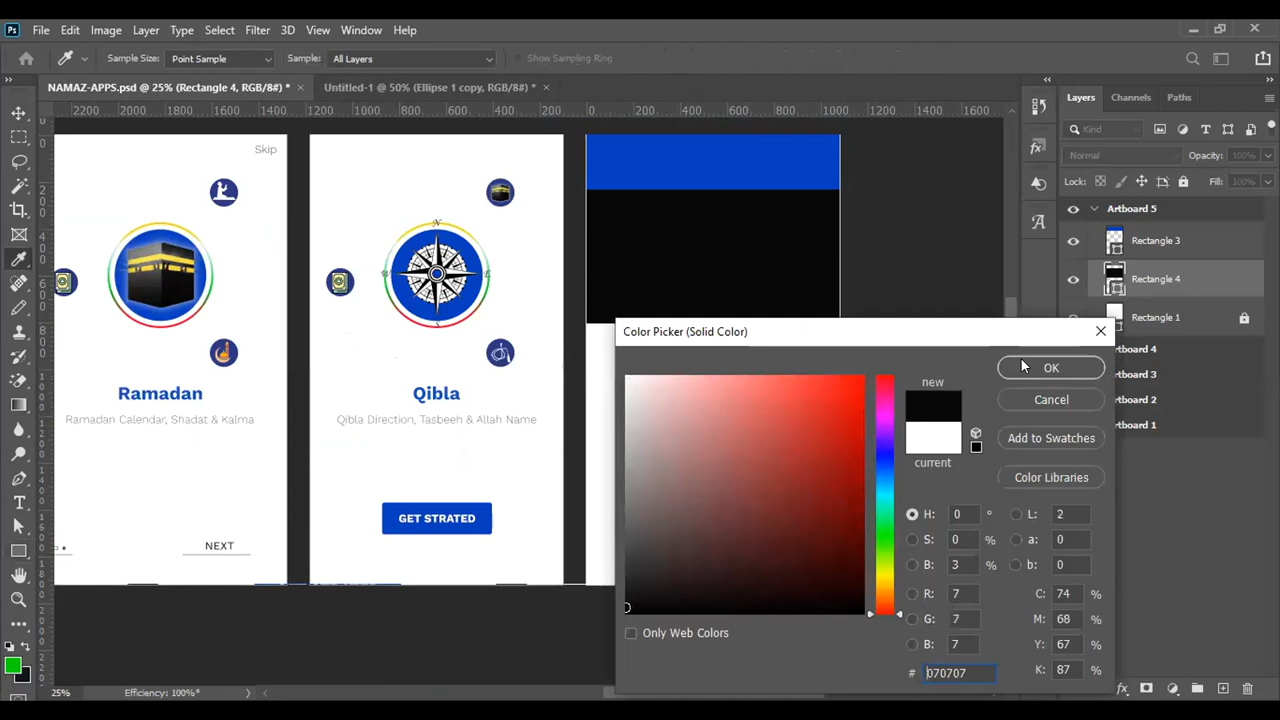 Ps File Edit Image Layer Type Select Filter 3D View Window Help
Sample Size: Point Sample Sample: All Layers Show Sampling Ring
NAMAZ-APPS.psd @ 25% (Rectangle 4, RGB/8#) * × Untitled-1 @ 50% (Ellipse 1 copy, RGB/8#) * ×
2200 2000 1800 1600 1400 1200 1000 800 600 400 200 0 200 400 600 800 1000 1200 1400 1600
Skip
N
W E
S
Ramadan
Ramadan Calendar, Shadat & Kalma
NEXT
Qibla
Qibla Direction, Tasbeeh & Allah Name
GET STRATED
Layers Channels Paths
Kind
Normal Opacity: 100%
Lock: Fill: 100%
Artboard 5
Rectangle 3
Rectangle 4
Rectangle 1
rtboard 4
rtboard 3
rtboard 2
rtboard 1
Color Picker (Solid Color)
new
current
OK
Cancel
Add to Swatches
Color Libraries
H: 0 ° L: 2
S: 0 % a: 0
B: 3 % b: 0
R: 7 C: 74 %
G: 7 M: 68 %
B: 7 Y: 67 %
# 070707 K: 87 %
Only Web Colors
25% Efficiency: 100%*
fx